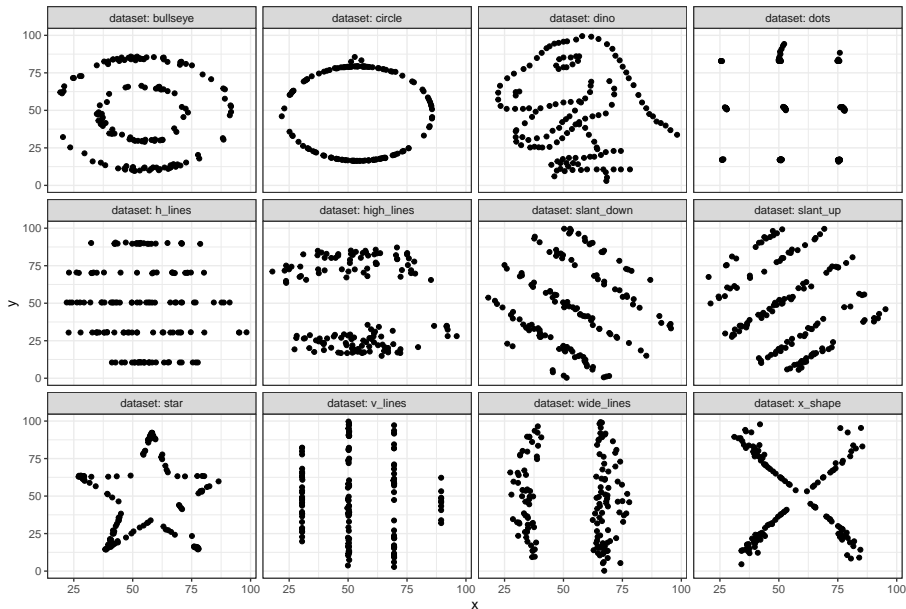 dataset: bullseye
dataset: circle
dataset: dino
dataset: dots
100
75
50
25
0
dataset: h_lines
dataset: high_lines
dataset: slant_down
dataset: slant_up
100
75
50
25
0
y
dataset: star
dataset: v_lines
dataset: wide_lines
dataset: x_shape
100
75
50
25
0
25 50 75 100
25 50 75 100
25 50 75 100
25 50 75 100
x